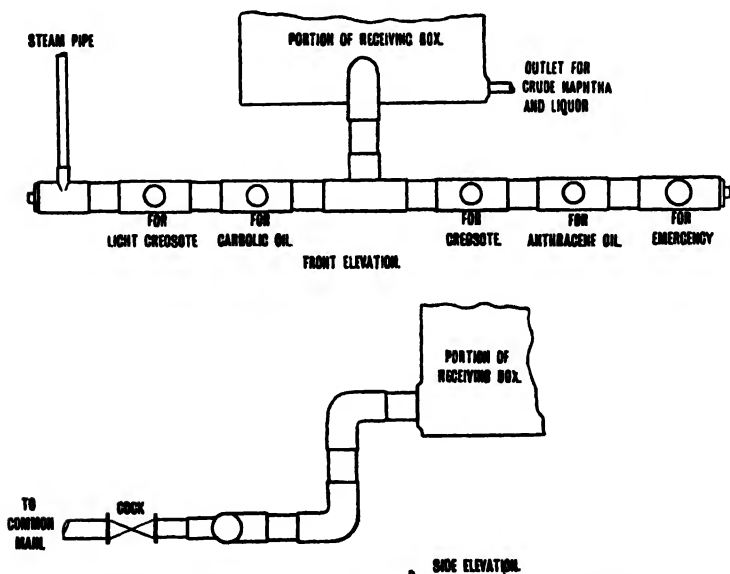 STEAM PIPE
PORTION OF RECEIVING BOX.
OUTLET FOR
CRUDE NAPHTHA
AND LIQUOR
FOR
LIGHT CREOSOTE
FOR
CARBOLIC OIL.
FOR
CREOSOTE.
FOR
ANTHRACENE OIL.
FOR
EMERGENCY
FRONT ELEVATION.
PORTION OF
RECEIVING BOX.
TO
COMMON
MAIN.
COCK
SIDE ELEVATION.